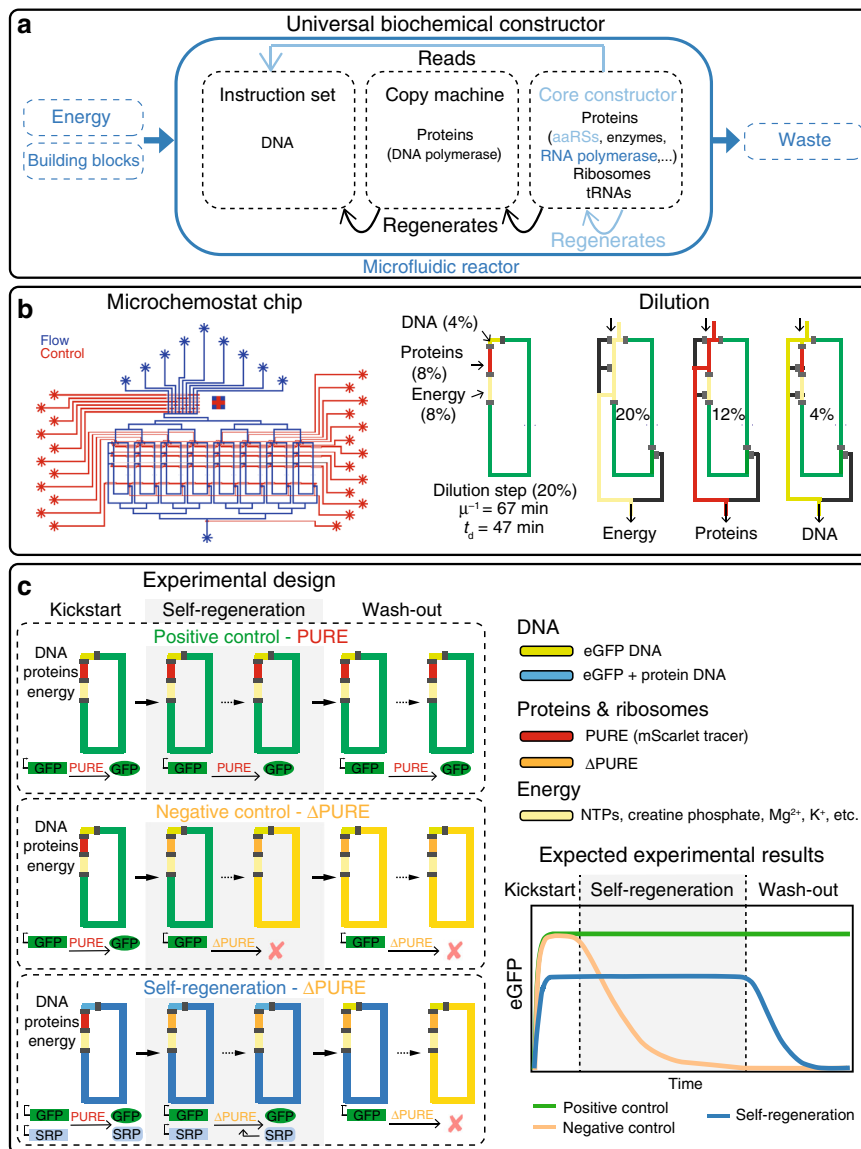 a
Universal biochemical constructor
Reads
Energy
Building blocks
Instruction set
DNA
Copy machine
Proteins
(DNA polymerase)
Core constructor
Proteins
(aaRSs, enzymes,
RNA polymerase,...)
Ribosomes
tRNAs
Waste
Regenerates
Regenerates
Microfluidic reactor
b
Microchemostat chip
Flow
Control
Dilution
DNA (4%)
Proteins
(8%)
Energy
(8%)
Dilution step (20%)
μ⁻¹ = 67 min
t_d = 47 min
20%
12%
4%
Energy
Proteins
DNA
c
Experimental design
Kickstart
Self-regeneration
Wash-out
Positive control - PURE
DNA
proteins
energy
GFP PURE GFP
GFP PURE GFP
GFP PURE GFP
Negative control - ΔPURE
DNA
proteins
energy
GFP PURE GFP
GFP ΔPURE
GFP ΔPURE
Self-regeneration - ΔPURE
DNA
proteins
energy
GFP PURE GFP
SRP SRP
GFP ΔPURE GFP
SRP SRP
GFP ΔPURE
DNA
eGFP DNA
eGFP + protein DNA
Proteins & ribosomes
PURE (mScarlet tracer)
ΔPURE
Energy
NTPs, creatine phosphate, Mg²⁺, K⁺, etc.
Expected experimental results
Kickstart
Self-regeneration
Wash-out
eGFP
Time
Positive control
Negative control
Self-regeneration